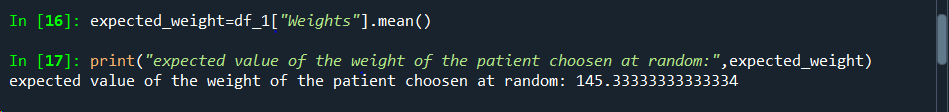 In [16]: expected_weight=df_1["Weights"].mean()
In [17]: print("expected value of the weight of the patient choosen at random:",expected_weight)
expected value of the weight of the patient choosen at random: 145.33333333333334